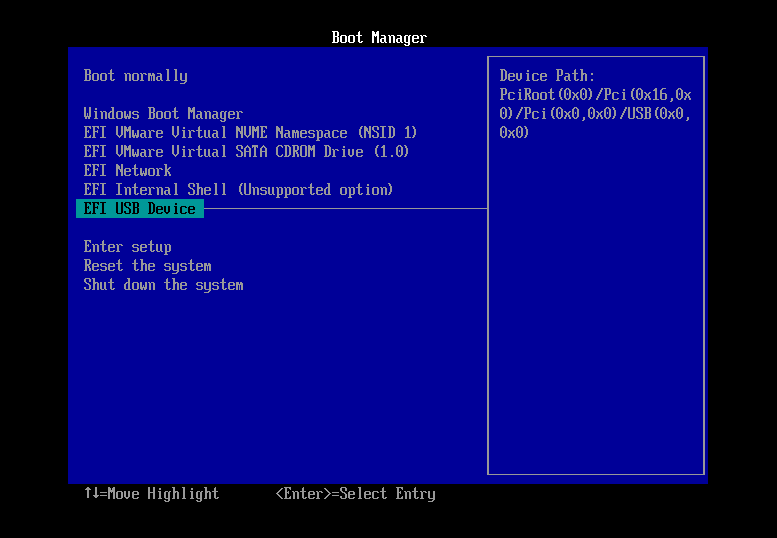 Boot Manager
Boot normally
Windows Boot Manager
EFI VMware Virtual NVME Namespace (NSID 1)
EFI VMware Virtual SATA CDROM Drive (1.0)
EFI Network
EFI Internal Shell (Unsupported option)
EFI USB Device
Enter setup
Reset the system
Shut down the system
Device Path:
PciRoot(0x0)/Pci(0x16,0x
0)/Pci(0x0,0x0)/USB(0x0,
0x0)
↑↓=Move Highlight
<Enter>=Select Entry